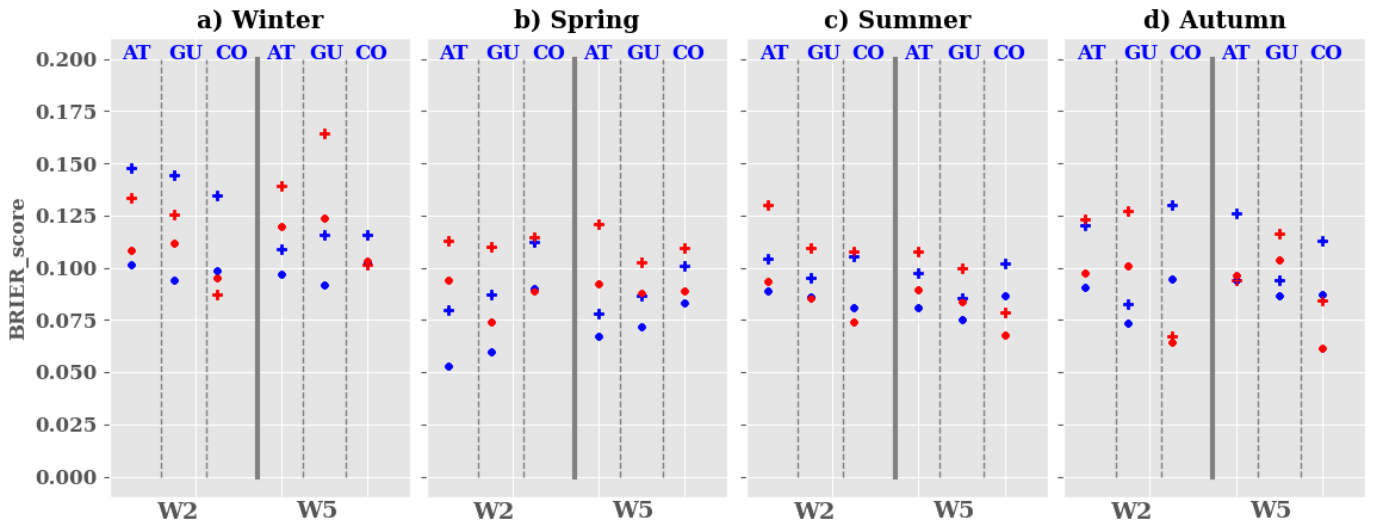 a) Winter b) Spring c) Summer d) Autumn
AT GU CO AT GU CO AT GU CO AT GU CO AT GU CO AT GU CO AT GU CO AT GU CO
0.200
0.175
0.150
0.125
0.100
0.075
0.050
0.025
0.000
BRIER_score
W2 W5 W2 W5 W2 W5 W2 W5